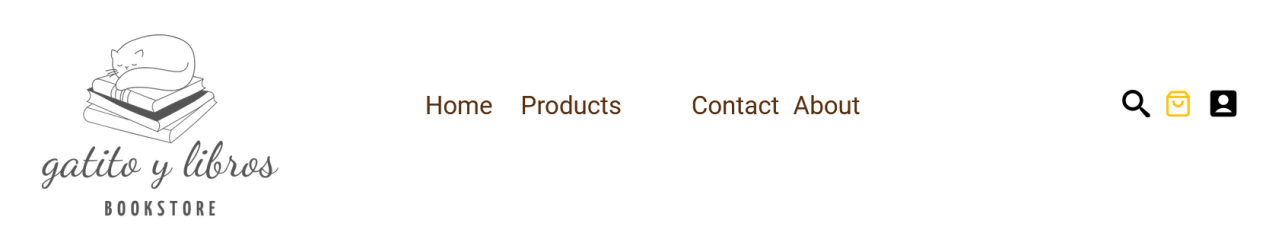 gatito y libros
BOOKSTORE
Home Products Contact About